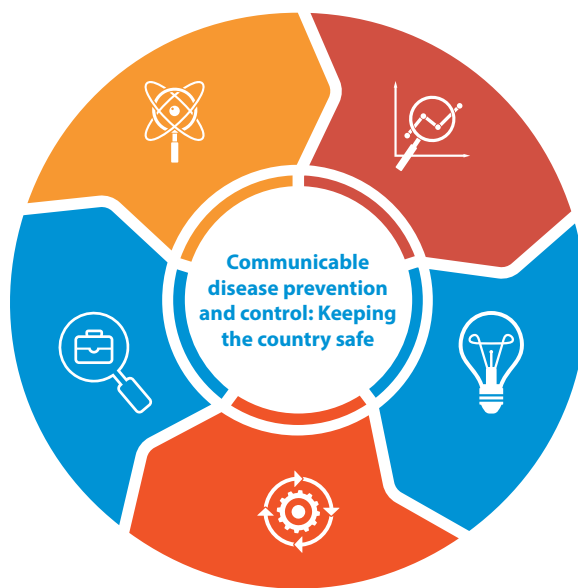 Communicable
disease prevention
and control: Keeping
the country safe